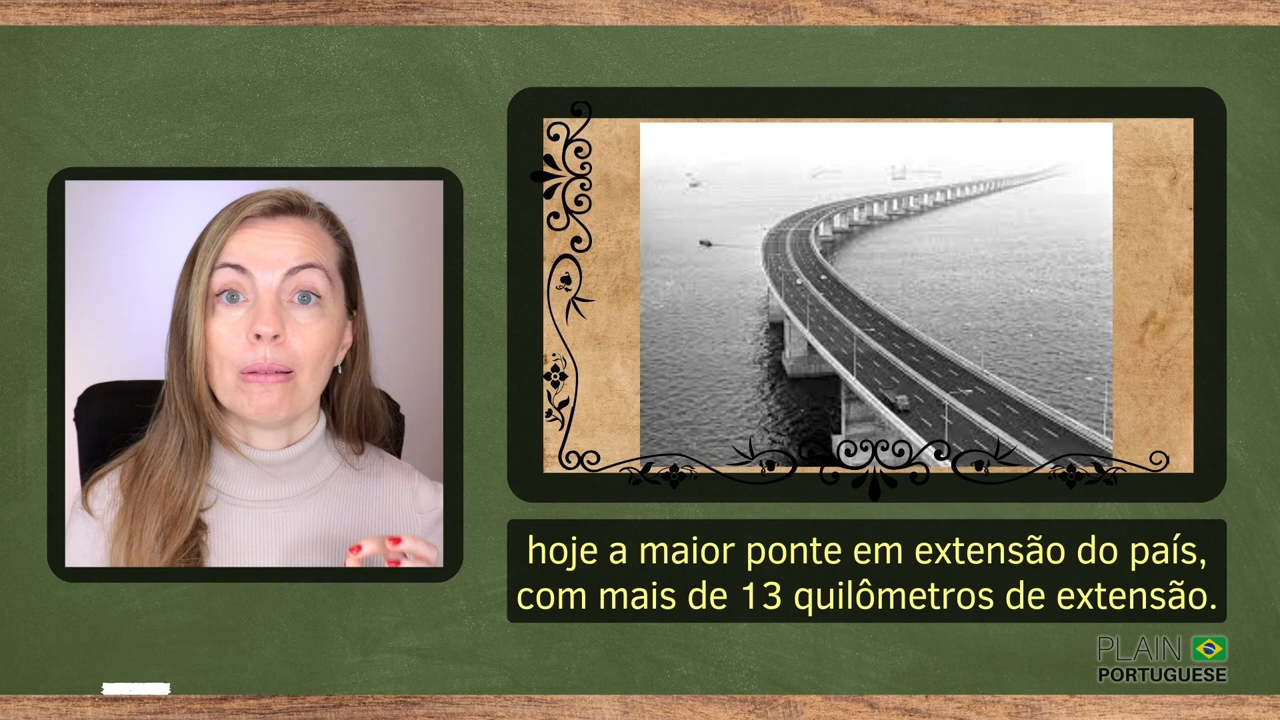 hoje a maior ponte em extensão do país,
com mais de 13 quilômetros de extensão.
PLAIN
PORTUGUESE